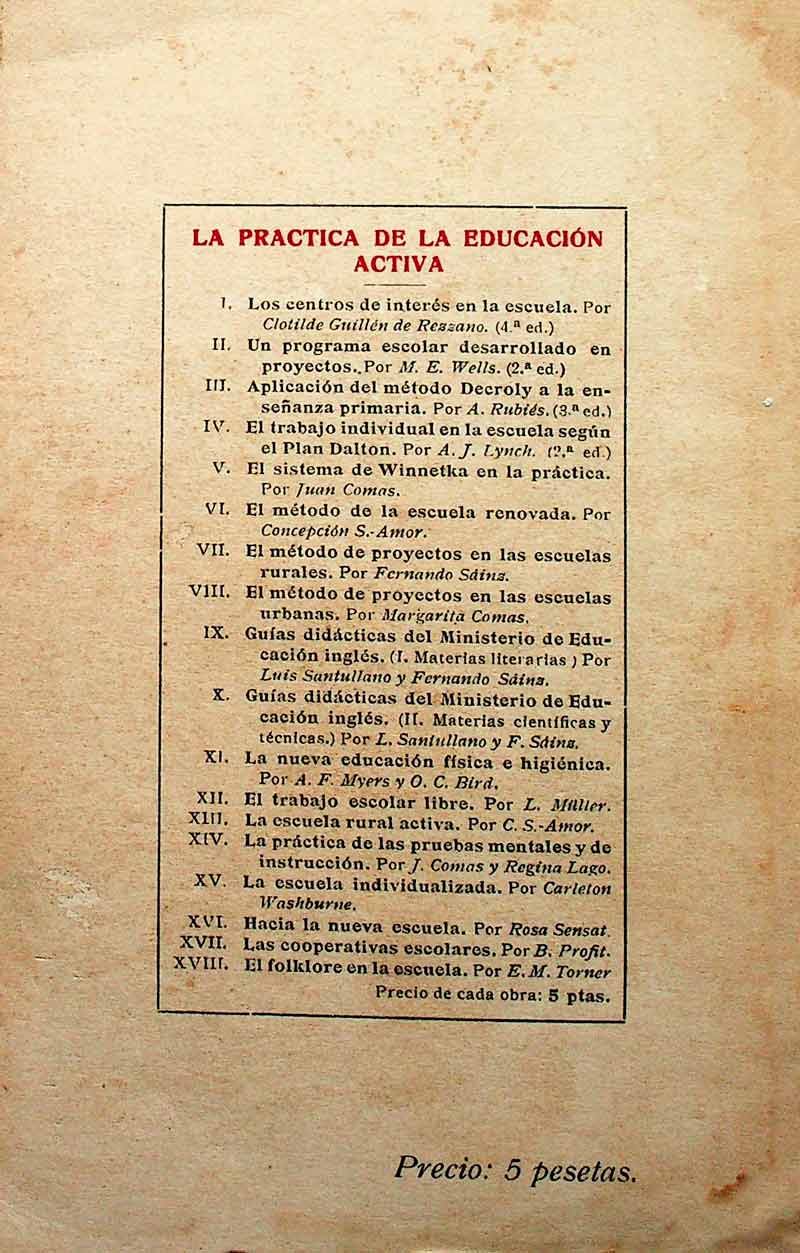 LA PRACTICA DE LA EDUCACIÓN
ACTIVA
I. Los centros de interés en la escuela. Por
Clotilde Guillén de Rezzano. (4.ª ed.)
II. Un programa escolar desarrollado en
proyectos..Por M. E. Wells. (2.ª ed.)
III. Aplicación del método Decroly a la en-
señanza primaria. Por A. Rubiés. (3.ª ed.)
IV. El trabajo individual en la escuela según
el Plan Dalton. Por A. J. Lynch. (2.ª ed.)
V. El sistema de Winnetka en la práctica.
Por Juan Comas.
VI. El método de la escuela renovada. Por
Concepción S.-Amor.
VII. El método de proyectos en las escuelas
rurales. Por Fernando Sáinz.
VIII. El método de proyectos en las escuelas
urbanas. Por Margarita Comas.
IX. Guías didácticas del Ministerio de Edu-
cación inglés. (I. Materias literarias ) Por
Luis Santullano y Fernando Sáinz.
X. Guías didácticas del Ministerio de Edu-
cación inglés. (II. Materias científicas y
técnicas.) Por L. Santullano y F. Sáinz.
XI. La nueva educación física e higiénica.
Por A. F. Myers y O. C. Bird.
XII. El trabajo escolar libre. Por L. Müller.
XIII. La escuela rural activa. Por C. S.-Amor.
XIV. La práctica de las pruebas mentales y de
instrucción. Por J. Comas y Regina Lago.
XV. La escuela individualizada. Por Carleton
Washburne.
XVI. Hacia la nueva escuela. Por Rosa Sensat.
XVII. Las cooperativas escolares. Por B. Profit.
XVIII. El folklore en la escuela. Por E. M. Torner
Precio de cada obra: 5 ptas.
Precio: 5 pesetas.